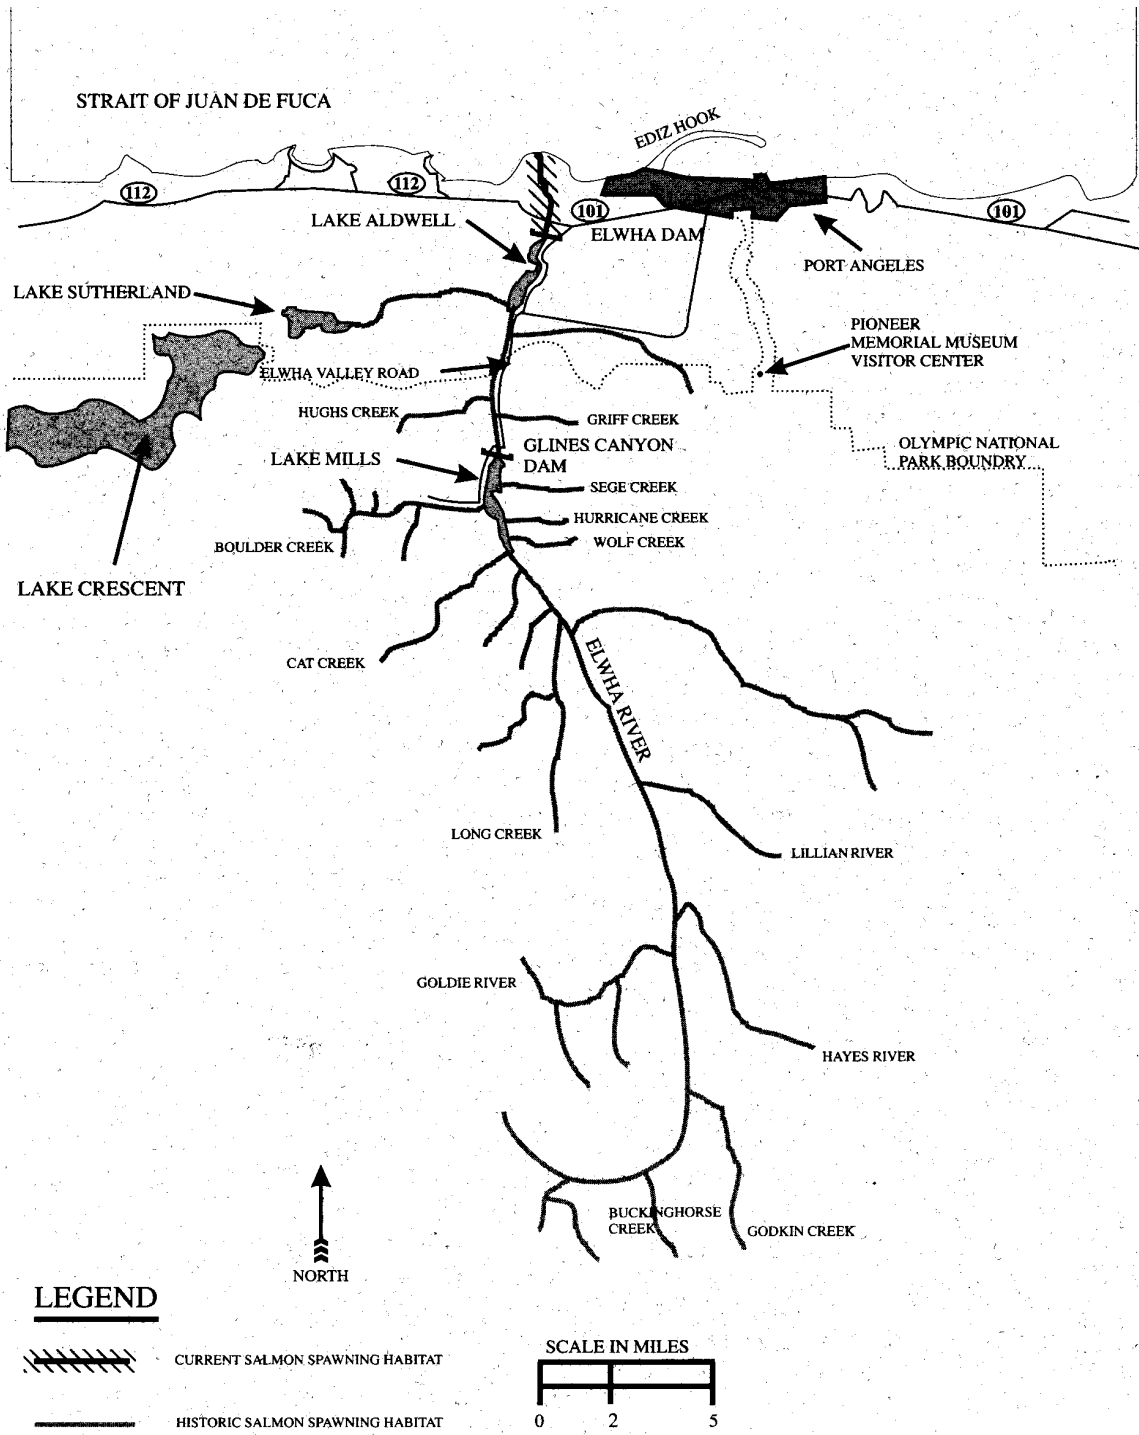 STRAIT OF JUAN DE FUCA
EDIZ HOOK
112
112
101
101
LAKE ALDWELL
ELWHA DAM
PORT ANGELES
LAKE SUTHERLAND
PIONEER
MEMORIAL MUSEUM
VISITOR CENTER
ELWHA VALLEY ROAD
HUGHS CREEK
GRIFF CREEK
GLINES CANYON
DAM
OLYMPIC NATIONAL
PARK BOUNDRY
LAKE MILLS
SEGE CREEK
HURRICANE CREEK
WOLF CREEK
BOULDER CREEK
LAKE CRESCENT
CAT CREEK
ELWHA RIVER
LONG CREEK
LILLIAN RIVER
GOLDIE RIVER
HAYES RIVER
BUCKINGHORSE
CREEK
GODKIN CREEK
NORTH
LEGEND
CURRENT SALMON SPAWNING HABITAT
HISTORIC SALMON SPAWNING HABITAT
SCALE IN MILES
0 2 5